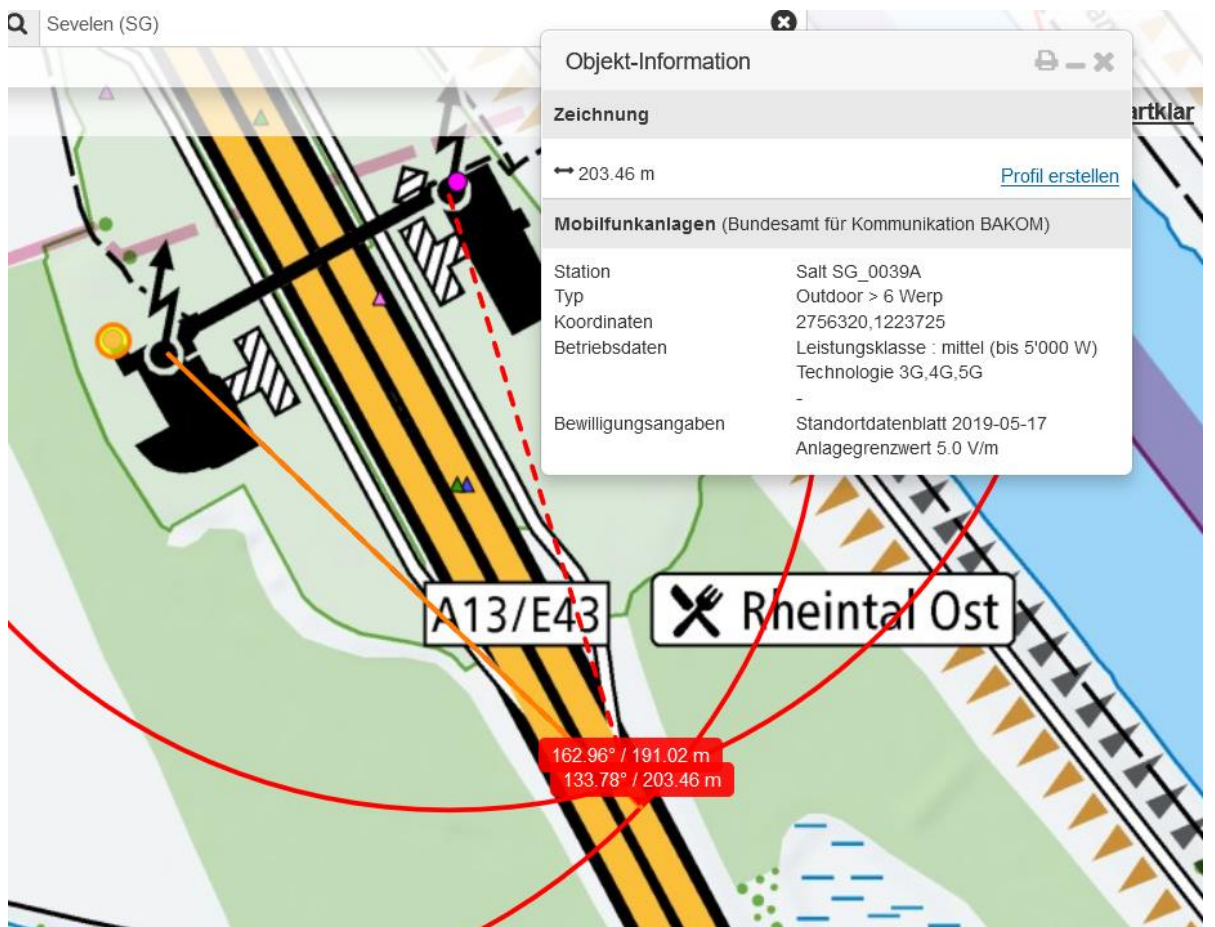 Sevelen (SG)
Objekt-Information
artklar
Zeichnung
203.46 m
Profil erstellen
Mobilfunkanlagen (Bundesamt für Kommunikation BAKOM)
Station Salt SG_0039A
Typ Outdoor > 6 Werp
Koordinaten 2756320,1223725
Betriebsdaten Leistungsklasse : mittel (bis 5'000 W)
Technologie 3G,4G,5G
-
Bewilligungsangaben Standortdatenblatt 2019-05-17
Anlagegrenzwert 5.0 V/m
A13/E43
Rheintal Ost
162.96° / 191.02 m
133.78° / 203.46 m